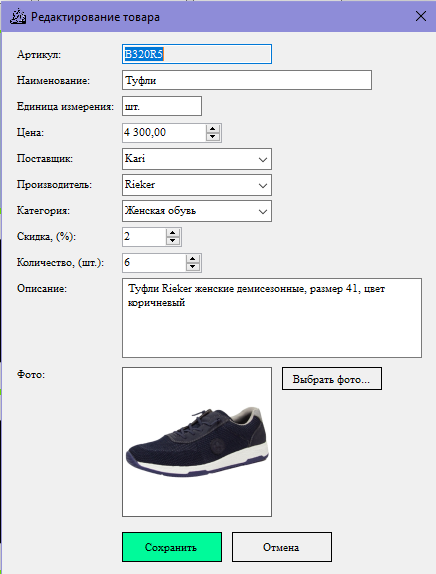 Редактирование товара
Артикул: B320R5
Наименование: Туфли
Единица измерения: шт.
Цена: 4 300,00
Поставщик: Kari
Производитель: Rieker
Категория: Женская обувь
Скидка, (%): 2
Количество, (шт.): 6
Описание: Туфли Rieker женские демисезонные, размер 41, цвет
коричневый
Фото: Выбрать фото...
Сохранить Отмена